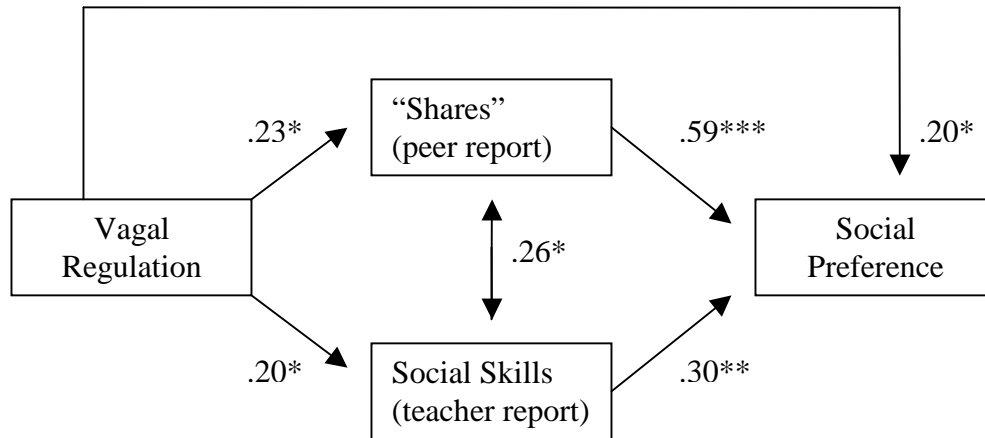 “Shares”
(peer report)
.23*
.59***
.20*
Vagal
Regulation
.26*
Social
Preference
.20*
Social Skills
(teacher report)
.30**